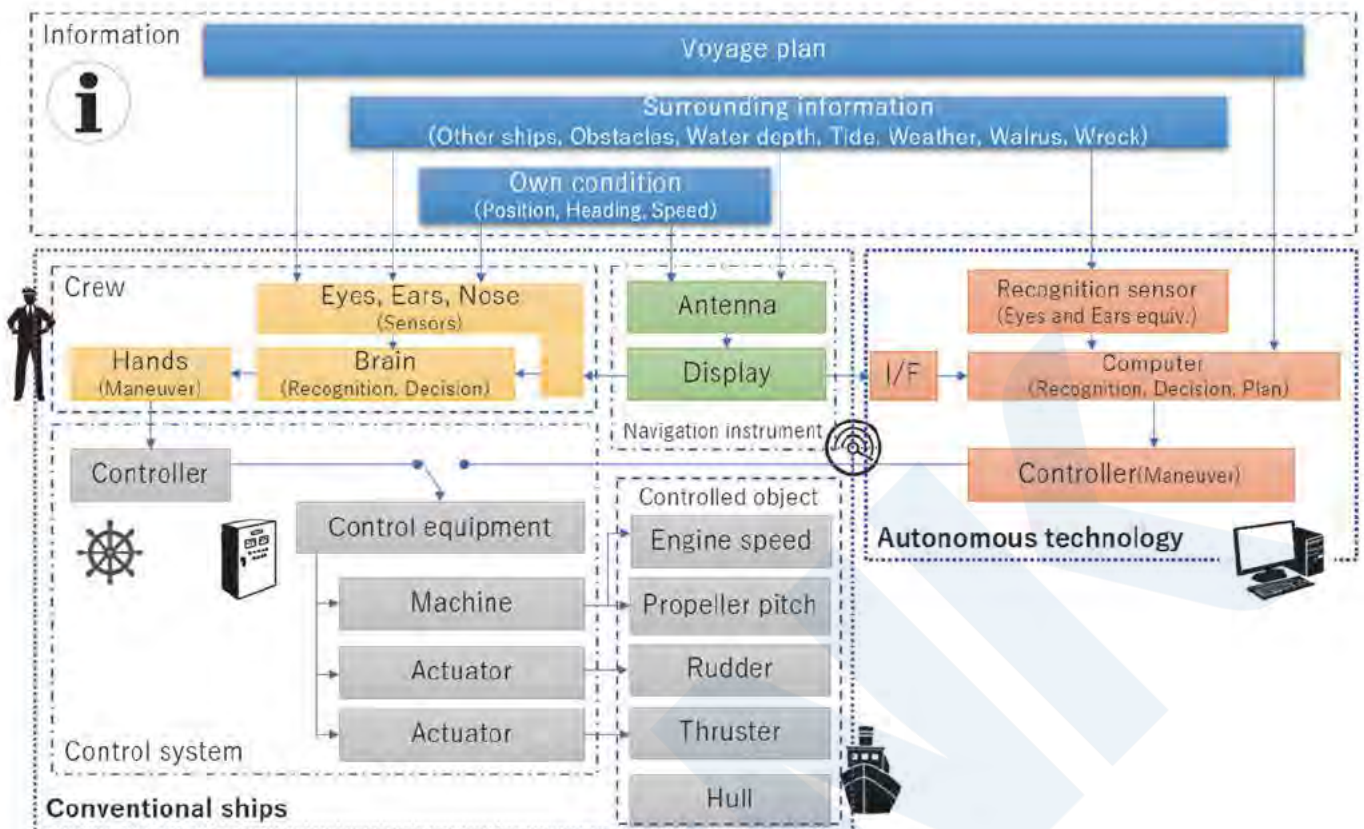 Information
Voyage plan
Surrounding information
(Other ships, Obstacles, Water depth, Tide, Weather, Walrus, Wreck)
Own condition
(Position, Heading, Speed)
Crew
Eyes, Ears, Nose
(Sensors)
Hands
(Maneuver)
Brain
(Recognition, Decision)
Antenna
Display
Navigation instrument
Recognition sensor
(Eyes and Ears equiv.)
I/F
Computer
(Recognition, Decision, Plan)
Controller(Maneuver)
Autonomous technology
Controller
Control equipment
Machine
Actuator
Actuator
Control system
Controlled object
Engine speed
Propeller pitch
Rudder
Thruster
Hull
Conventional ships